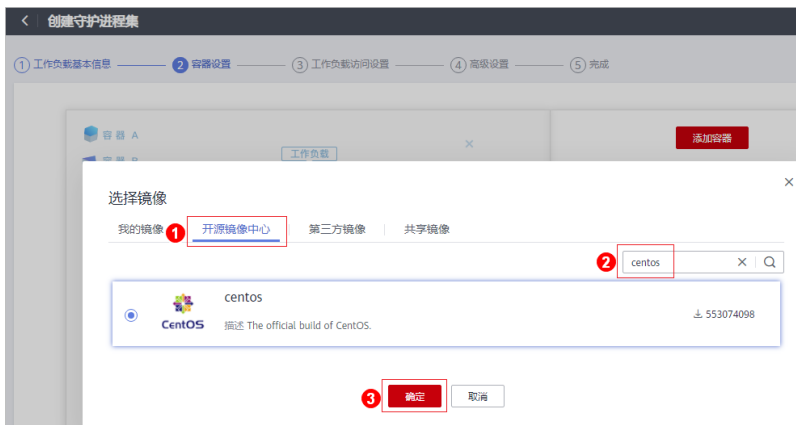 创建守护进程集
1 工作负载基本信息 2 容器设置 3 工作负载访问设置 4 高级设置 5 完成
容器 A
添加容器
工作负载
容器 B
选择镜像
我的镜像 1 开源镜像中心 第三方镜像 共享镜像
2 centos
centos
CentOS
描述 The official build of CentOS.
553074098
3 确定 取消